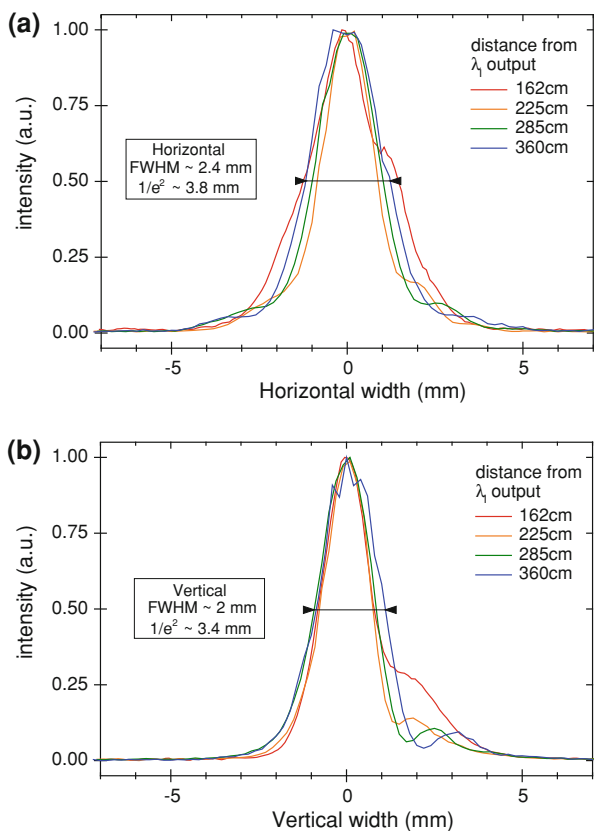 (a)
1.00
0.75
0.50
0.25
0.00
intensity (a.u.)
distance from
λ₁ output
162cm
225cm
285cm
360cm
Horizontal
FWHM ~ 2.4 mm
1/e² ~ 3.8 mm
-5
0
5
Horizontal width (mm)
(b)
1.00
0.75
0.50
0.25
0.00
intensity (a.u.)
distance from
λ₁ output
162cm
225cm
285cm
360cm
Vertical
FWHM ~ 2 mm
1/e² ~ 3.4 mm
-5
0
5
Vertical width (mm)